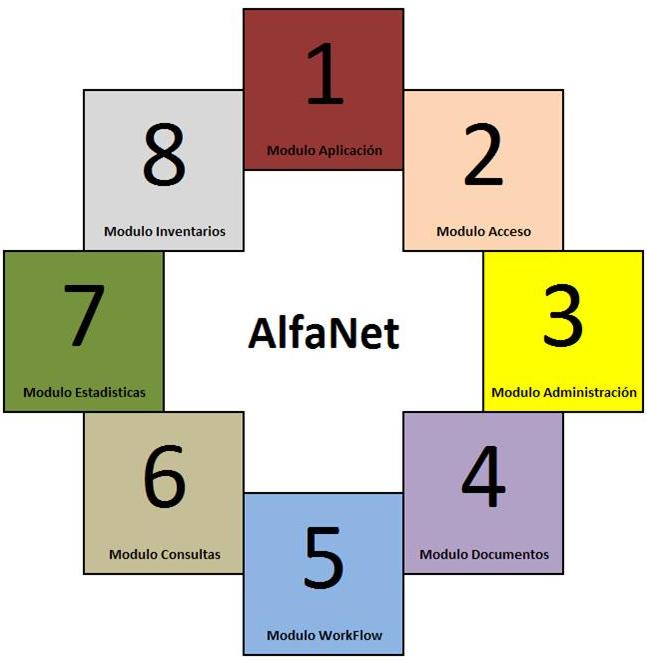 1
Modulo Aplicación
2
Modulo Acceso
3
Modulo Administración
4
Modulo Documentos
5
Modulo WorkFlow
6
Modulo Consultas
7
Modulo Estadisticas
8
Modulo Inventarios
AlfaNet